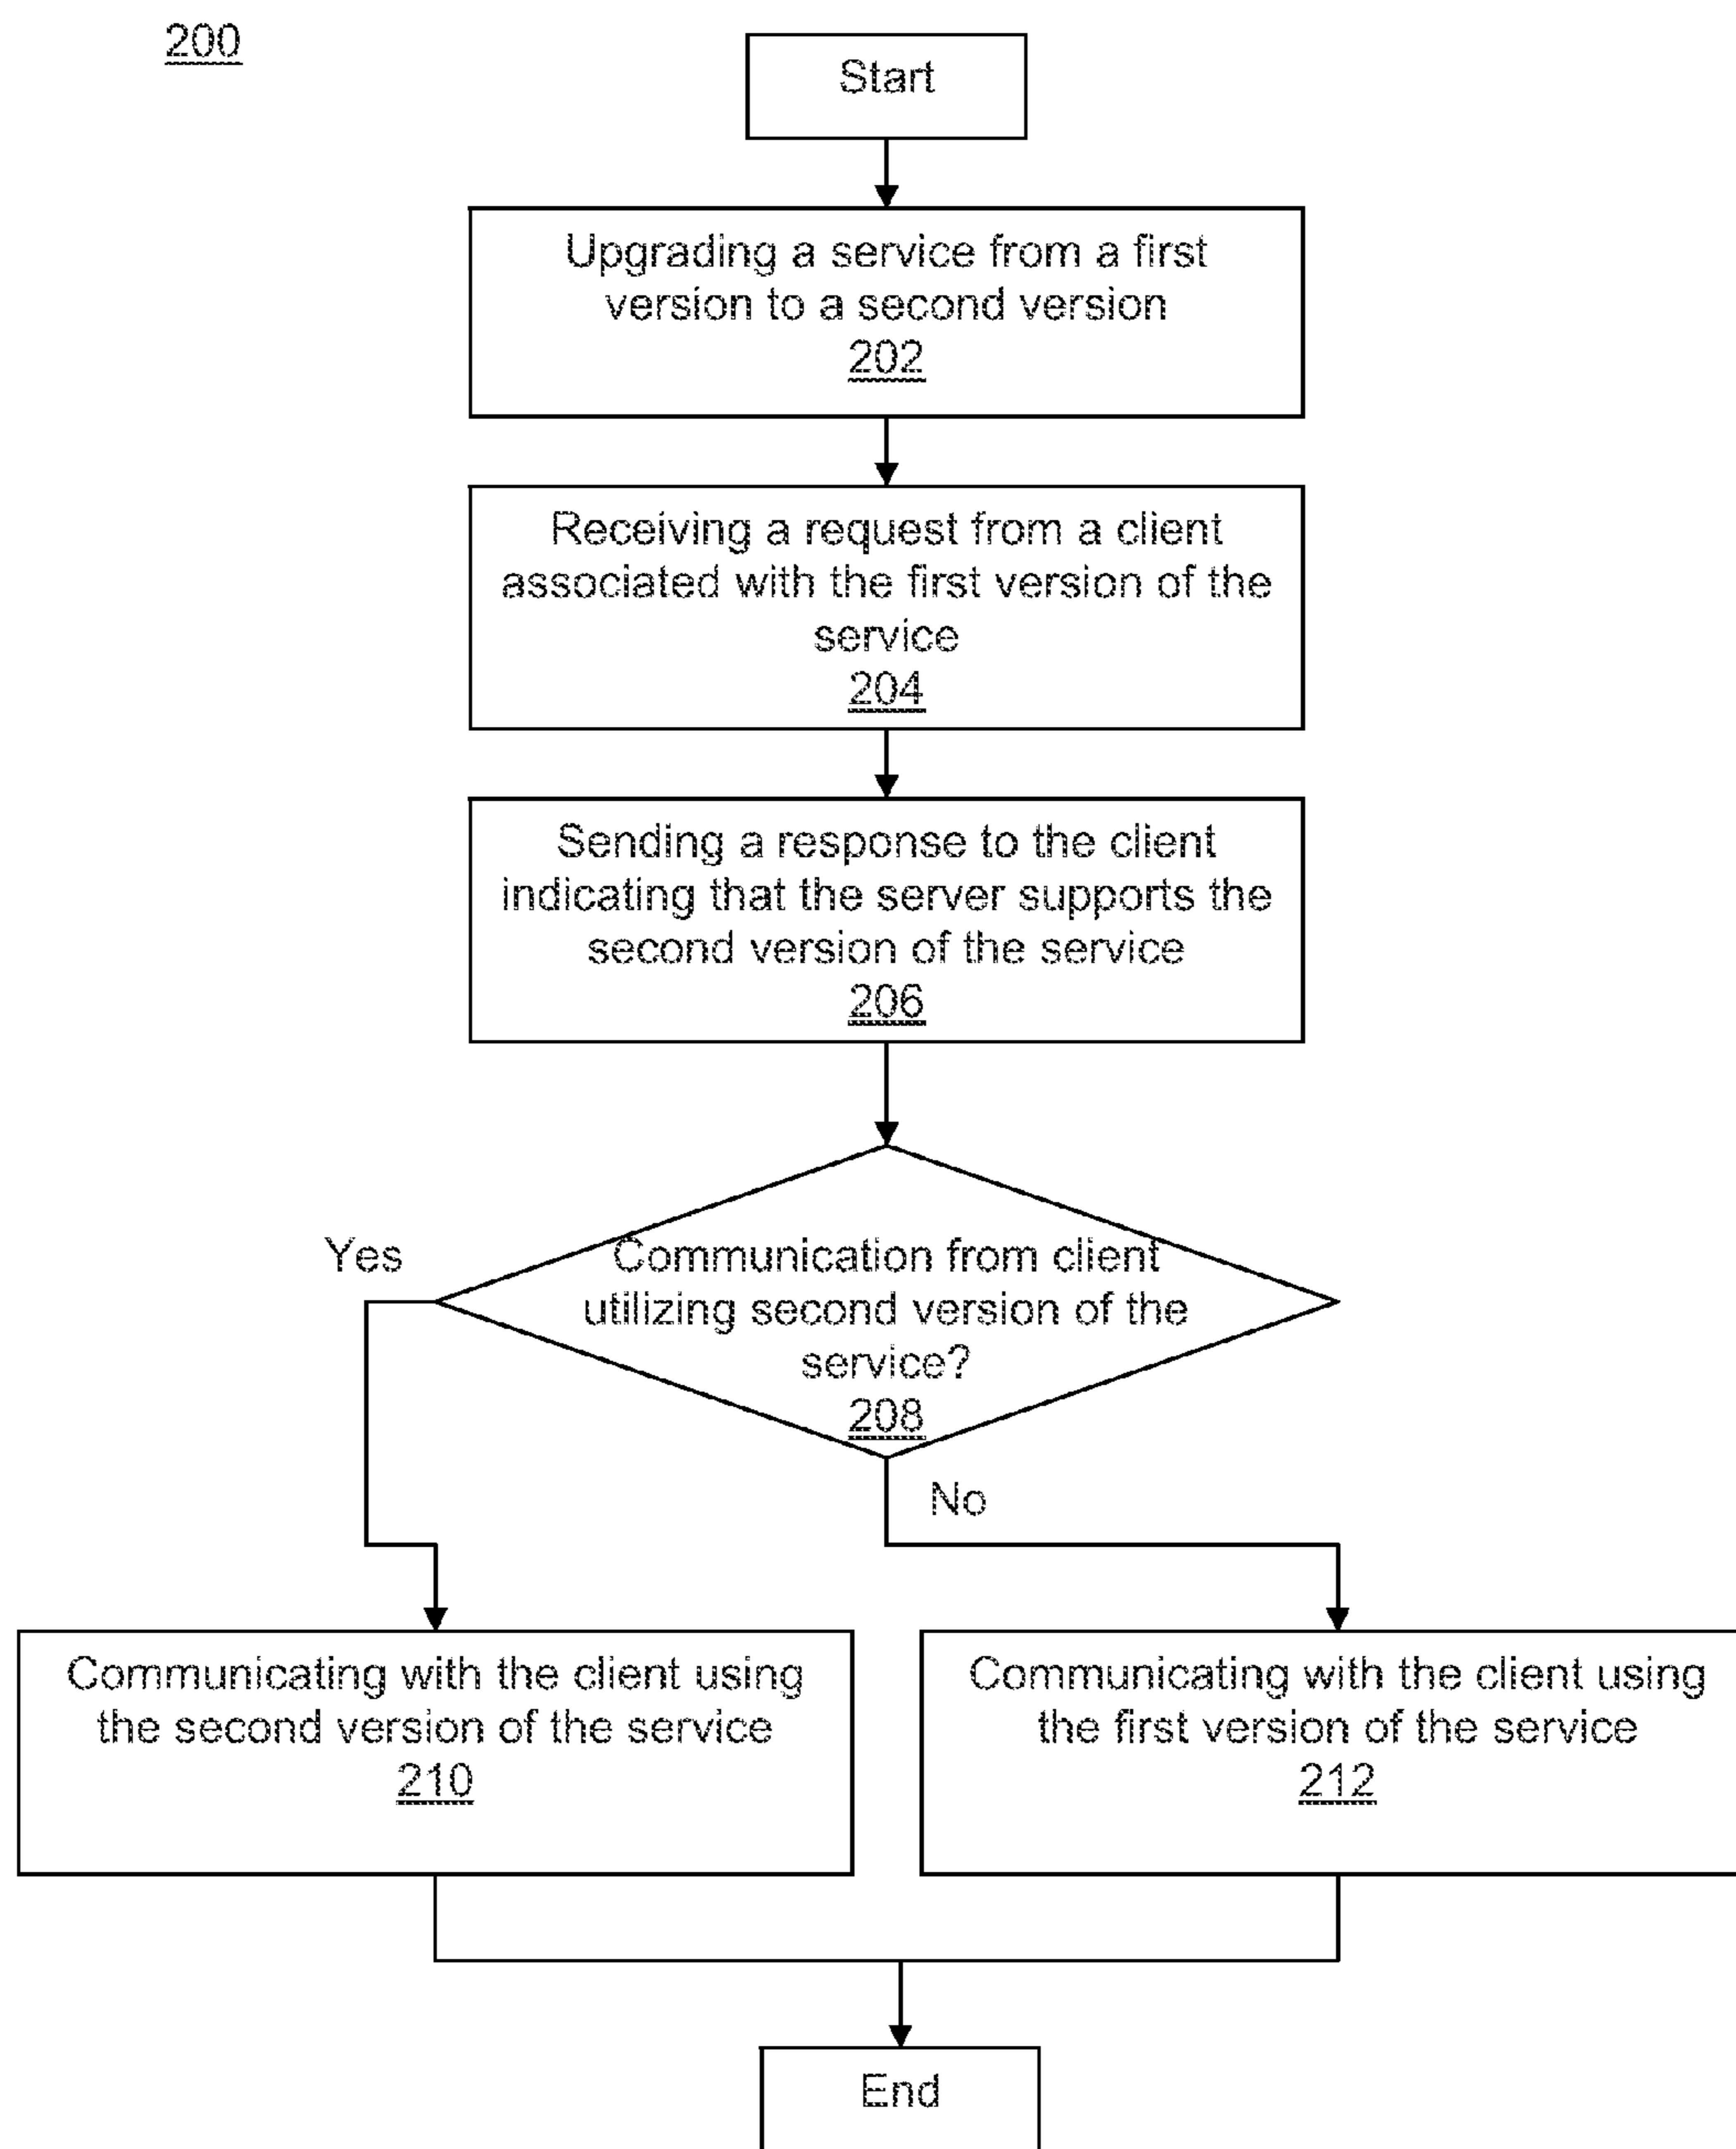 200
Start
Upgrading a service from a first
version to a second version
202
Receiving a request from a client
associated with the first version of the
service
204
Sending a response to the client
indicating that the server supports the
second version of the service
206
Yes
Communication from client
utilizing second version of the
service?
208
No
Communicating with the client using
the second version of the service
210
Communicating with the client using
the first version of the service
212
End